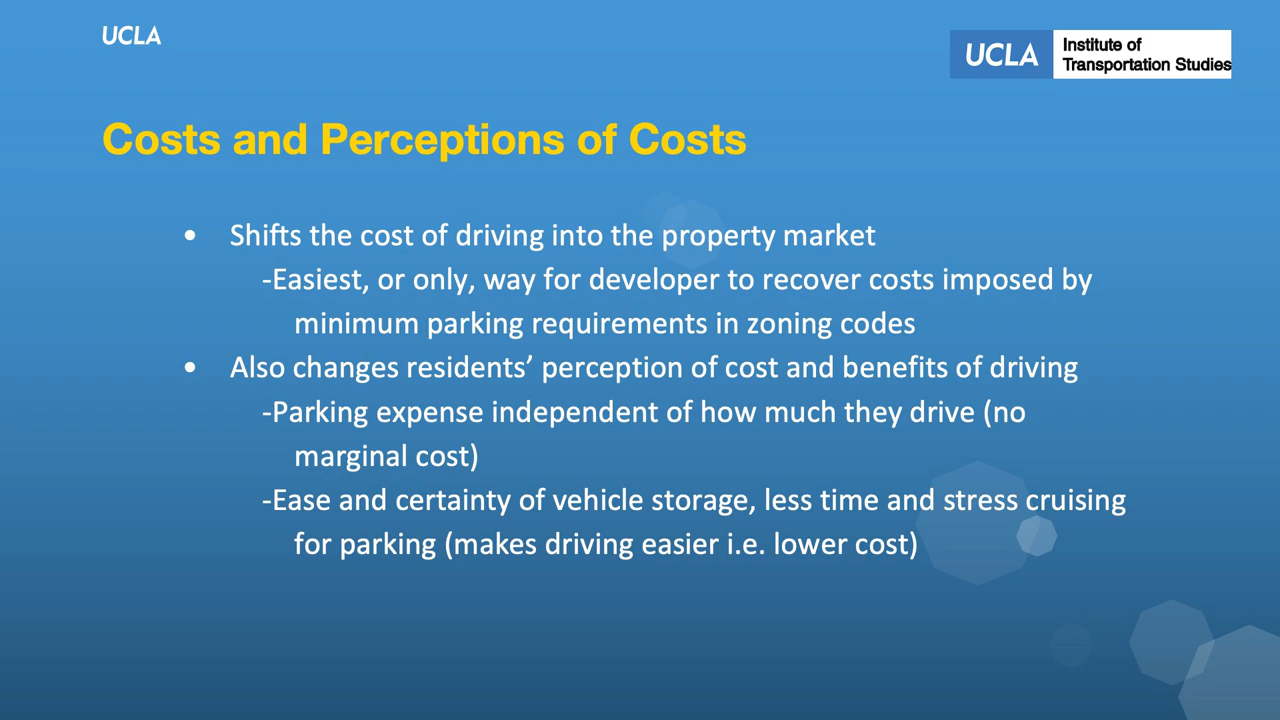 UCLA
UCLA
Institute of
Transportation Studies
Costs and Perceptions of Costs
• Shifts the cost of driving into the property market
-Easiest, or only, way for developer to recover costs imposed by
minimum parking requirements in zoning codes
• Also changes residents’ perception of cost and benefits of driving
-Parking expense independent of how much they drive (no
marginal cost)
-Ease and certainty of vehicle storage, less time and stress cruising
for parking (makes driving easier i.e. lower cost)